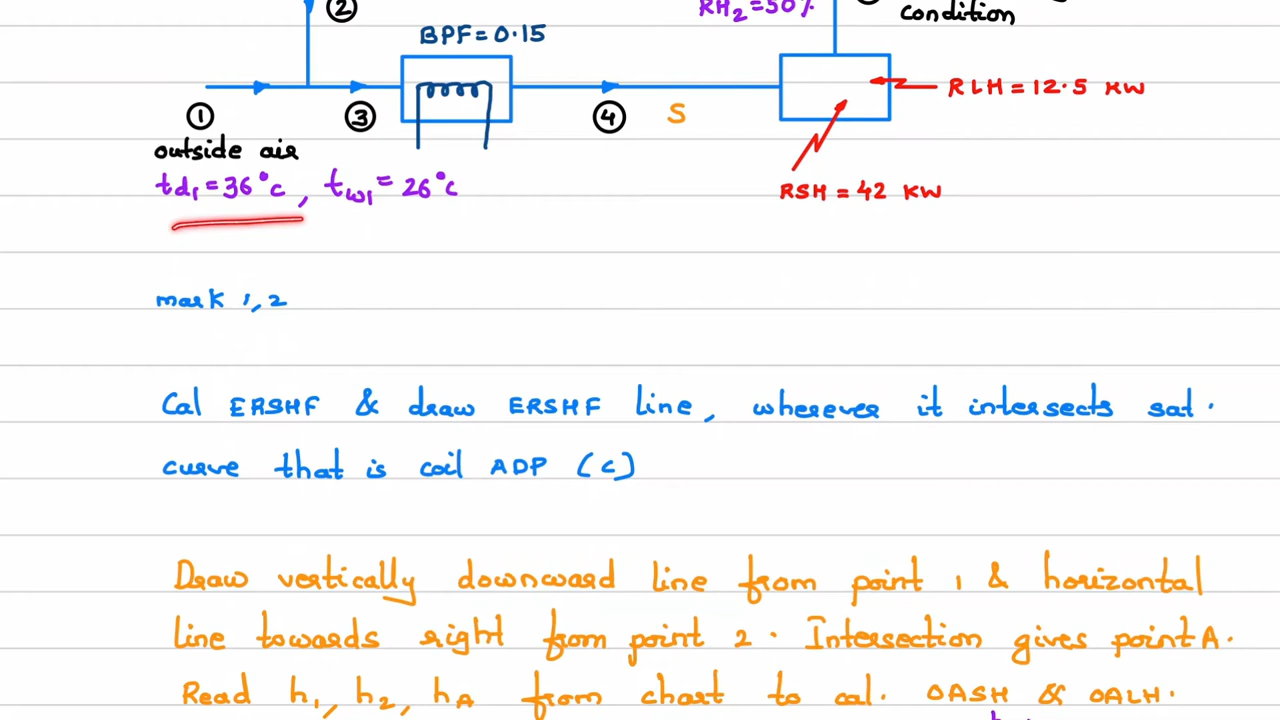 ②
RH₂=50%
condition
BPF=0.15
RLH = 12.5 KW
① ③ ④ S
outside air
td₁=36°c, tw₁=26°c
RSH = 42 KW
mark 1,2
Cal ERSHF & draw ERSHF line, wherever it intersects sat.
curve that is coil ADP (c)
Draw vertically downward line from point 1 & horizontal
line towards right from point 2. Intersection gives point A.
Read h₁, h₂, hA from chart to cal. OASH & OALH.